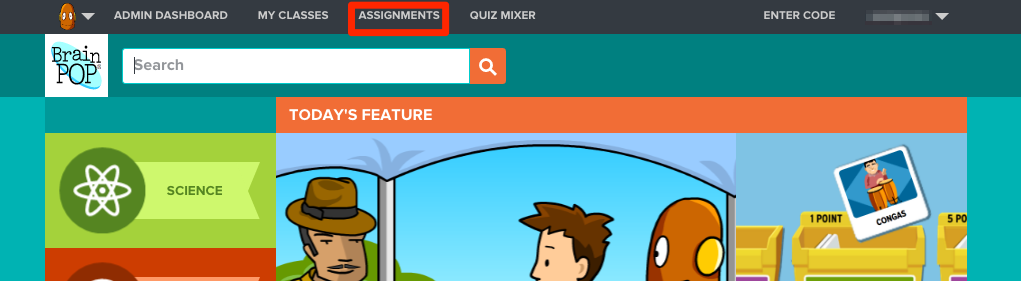 ADMIN DASHBOARD MY CLASSES ASSIGNMENTS QUIZ MIXER ENTER CODE
Brain
POP
Search
TODAY'S FEATURE
SCIENCE
CONGAS
1 POINT
5 PO